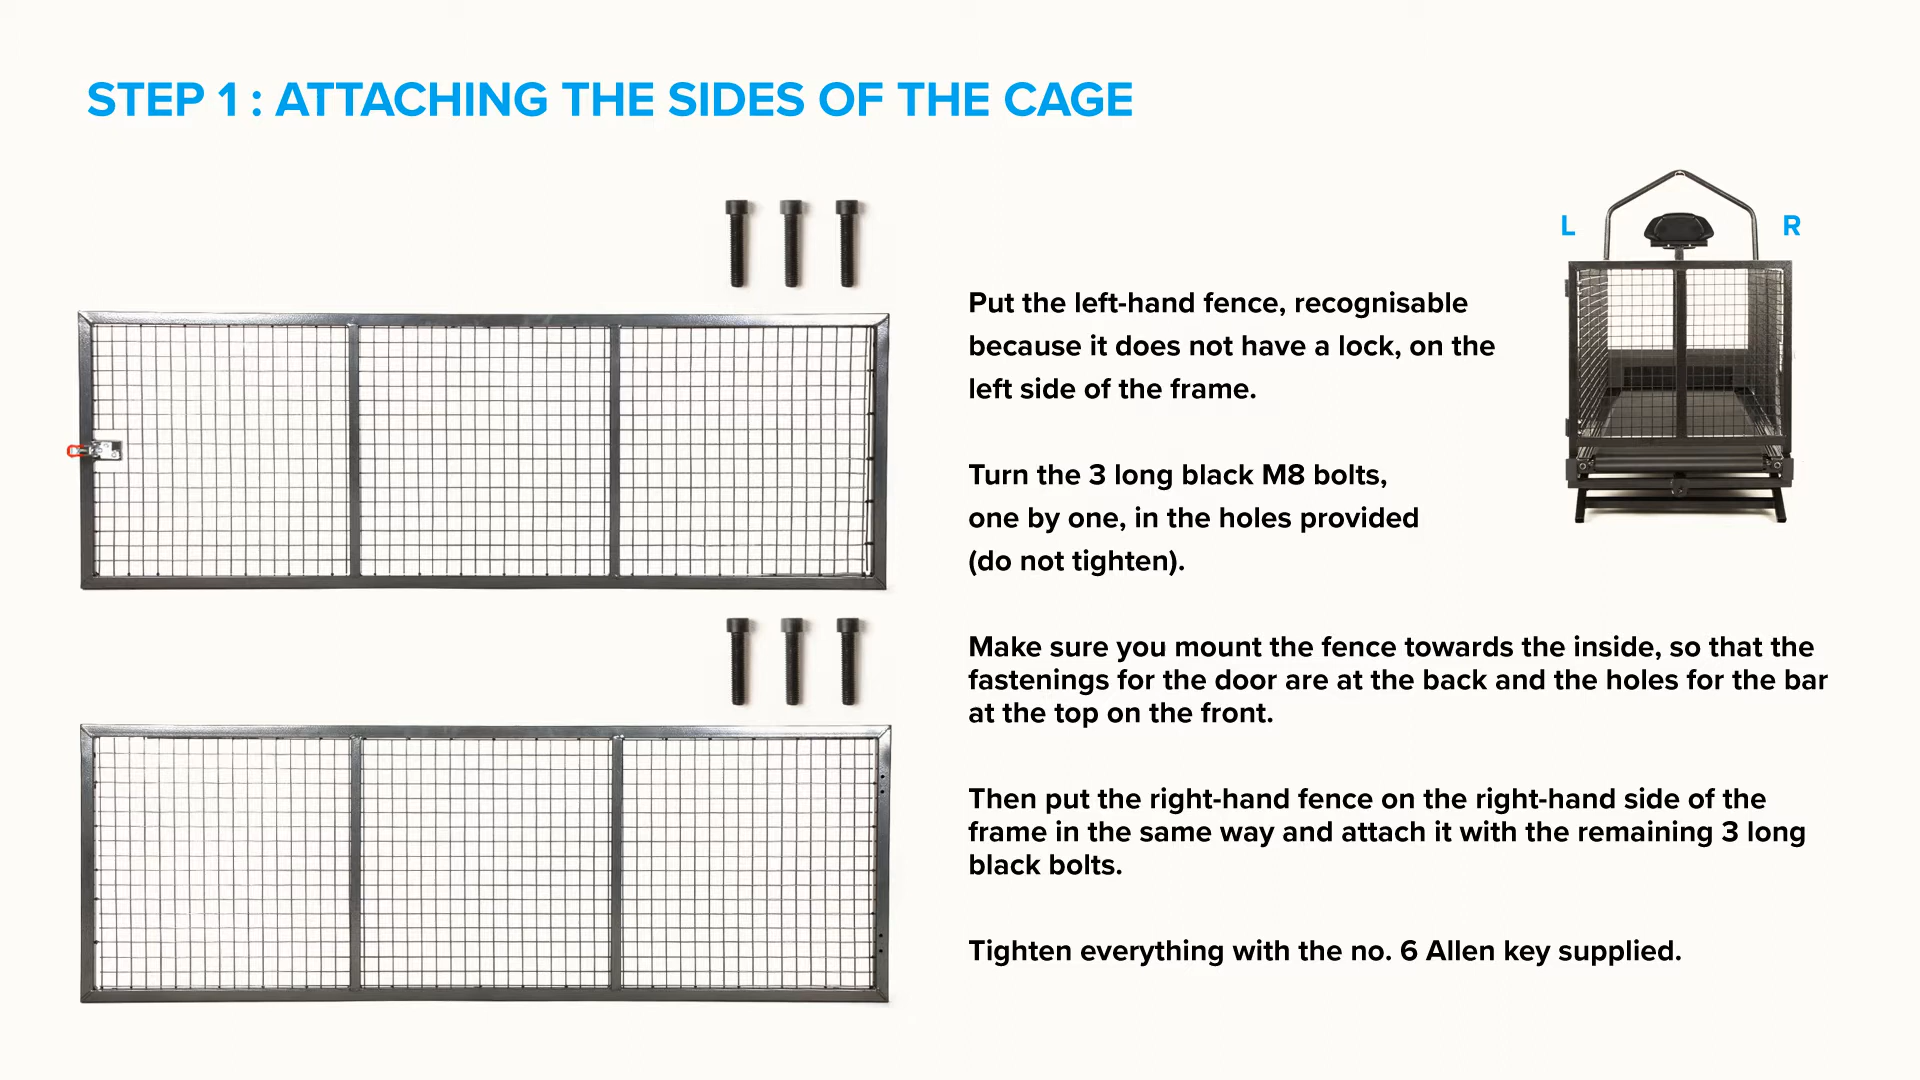 STEP 1 : ATTACHING THE SIDES OF THE CAGE
L
R
Put the left-hand fence, recognisable
because it does not have a lock, on the
left side of the frame.
Turn the 3 long black M8 bolts,
one by one, in the holes provided
(do not tighten).
Make sure you mount the fence towards the inside, so that the
fastenings for the door are at the back and the holes for the bar
at the top on the front.
Then put the right-hand fence on the right-hand side of the
frame in the same way and attach it with the remaining 3 long
black bolts.
Tighten everything with the no. 6 Allen key supplied.